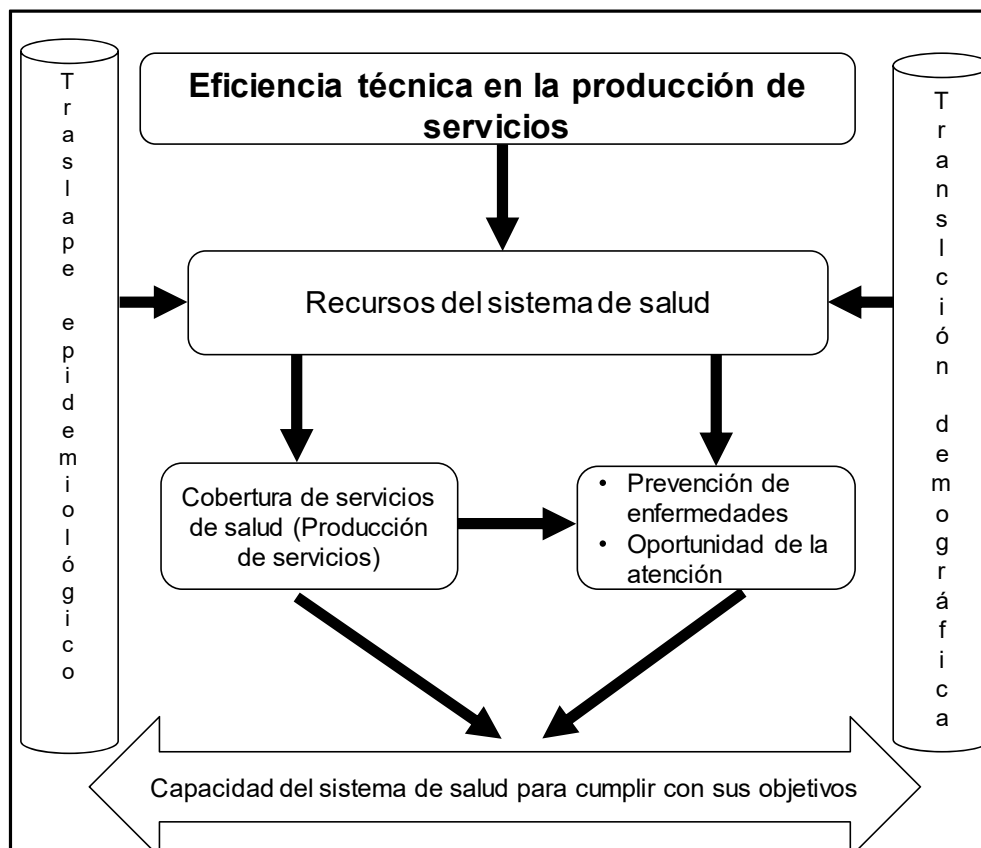 Traslape epidemiológico
Eficiencia técnica en la producción de
servicios
Recursos del sistema de salud
Cobertura de servicios
de salud (Producción
de servicios)
• Prevención de
enfermedades
• Oportunidad de la
atención
Capacidad del sistema de salud para cumplir con sus objetivos
Translción demográfica